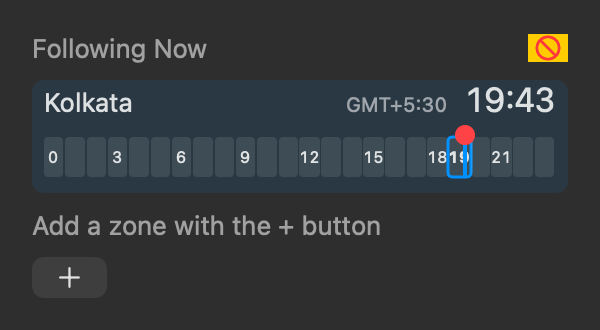 Following Now
Kolkata GMT+5:30 19:43
0 3 6 9 12 15 18 19 21
Add a zone with the + button
+